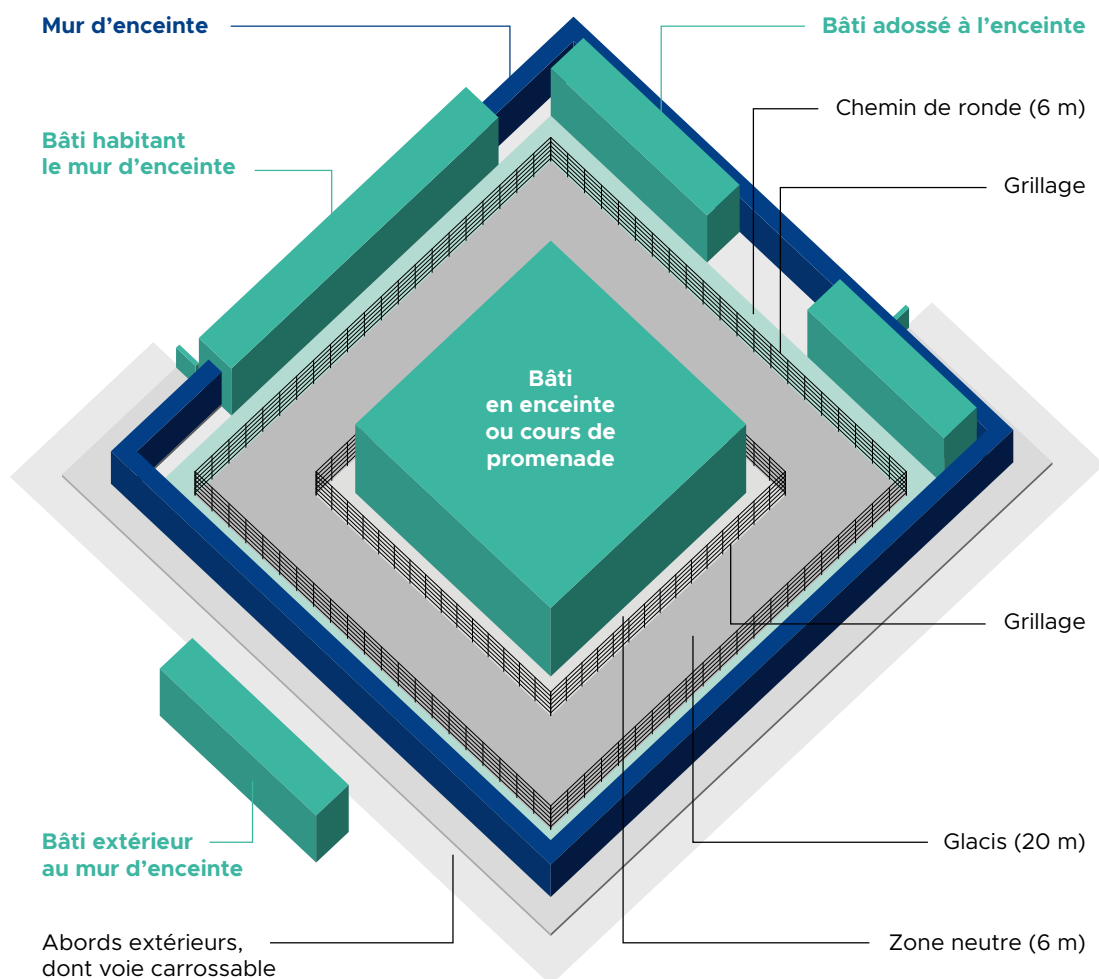 Mur d'enceinte
Bâti adossé à l'enceinte
Chemin de ronde (6 m)
Bâti habitant
le mur d'enceinte
Grillage
Bâti
en enceinte
ou cours de
promenade
Grillage
Bâti extérieur
au mur d'enceinte
Glacis (20 m)
Abords extérieurs,
dont voie carrossable
Zone neutre (6 m)